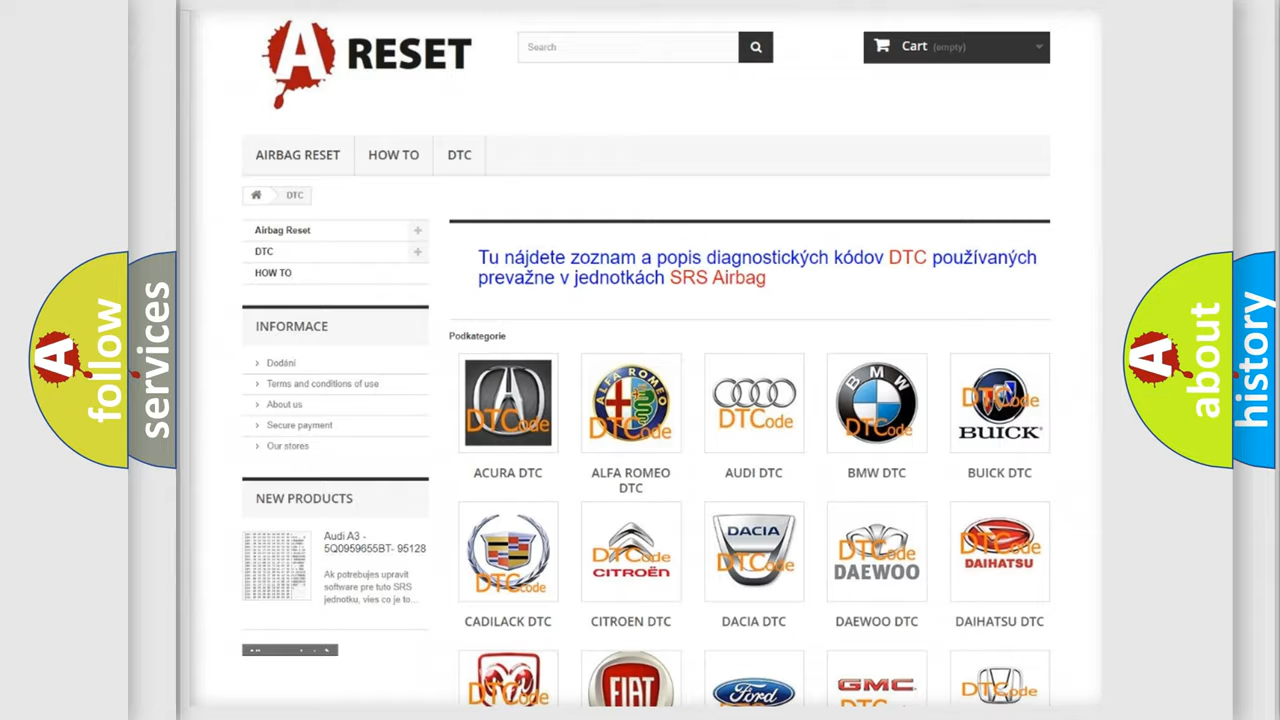 A RESET
Search
Cart (empty)
AIRBAG RESET
HOW TO
DTC
DTC
Airbag Reset
DTC
HOW TO
Tu nájdete zoznam a popis diagnostických kódov DTC používaných
prevažne v jednotkách SRS Airbag
INFORMACE
Dodání
Terms and conditions of use
About us
Secure payment
Our stores
NEW PRODUCTS
Audi A3 -
5Q0959655BT- 95128
Ak potrebujes upravit
software pre tuto SRS
jednotku, vies co je to...
Podkategorie
DTCode
ALFA ROMEO
DTCode
DTCode
BMW
DTCode
DTCode
BUICK
ACURA DTC
ALFA ROMEO
DTC
AUDI DTC
BMW DTC
BUICK DTC
DTCode
DTCode
CITROËN
DACIA
DTCode
DTCode
DAEWOO
DTCode
DAIHATSU
CADILACK DTC
CITROEN DTC
DACIA DTC
DAEWOO DTC
DAIHATSU DTC
DTCode
FIAT
Ford
GMC
DTCode
A follow
services
A about
history